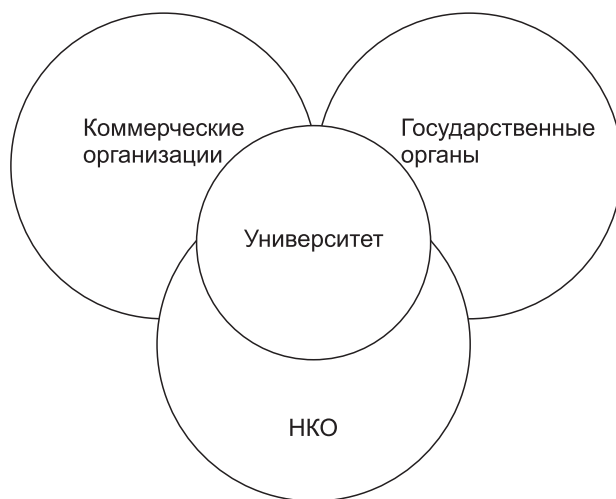 Коммерческие
организации
Государственные
органы
Университет
НКО